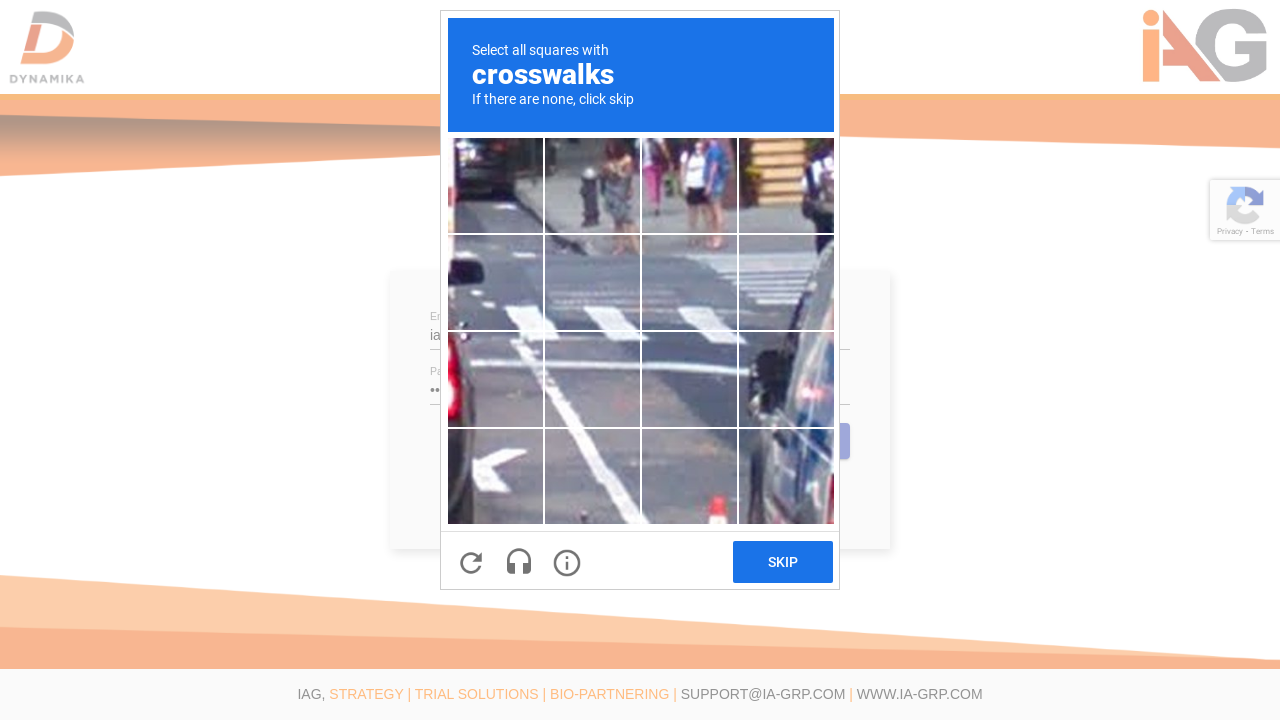 DYNAMIKA
iAG
Select all squares with
crosswalks
If there are none, click skip
Privacy - Terms
SKIP
IAG, STRATEGY | TRIAL SOLUTIONS | BIO-PARTNERING | SUPPORT@IA-GRP.COM | WWW.IA-GRP.COM